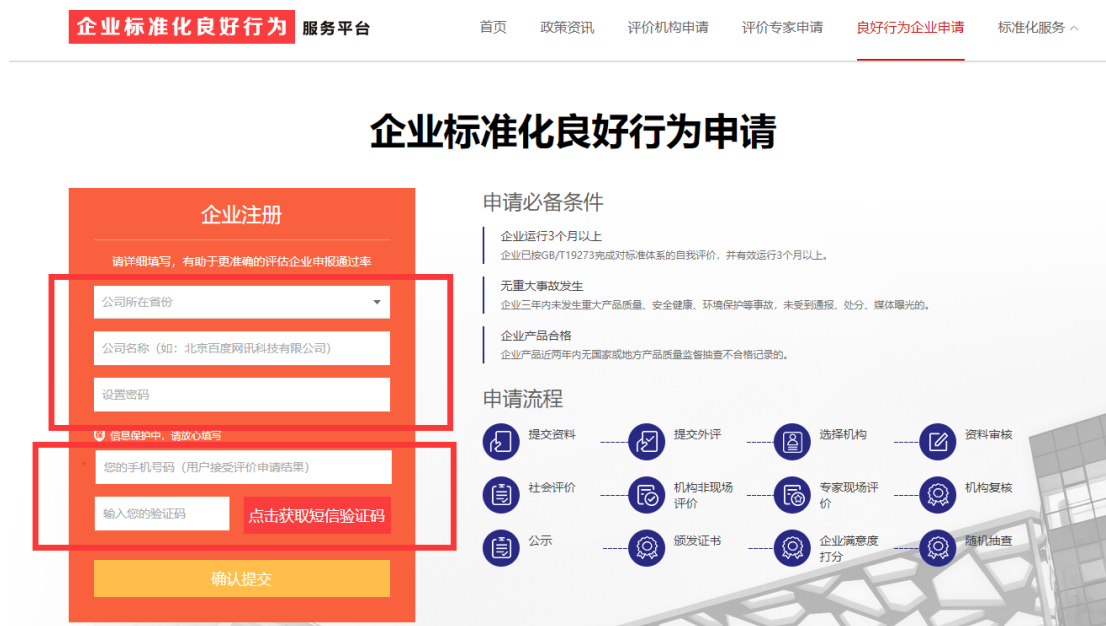 企业标准化良好行为 服务平台
首页 政策资讯 评价机构申请 评价专家申请 良好行为企业申请 标准化服务
企业标准化良好行为申请
企业注册
请详细填写，有助于更准确的评估企业申报通过率
公司所在省份
公司名称（如：北京百度网讯科技有限公司）
设置密码
信息保护中，请放心填写
* 您的手机号码（用户接受评价申请结果）
输入您的验证码 点击获取短信验证码
确认提交
申请必备条件
企业运行3个月以上
企业已按GB/T19273完成对标准体系的自我评价，并有效运行3个月以上。
无重大事故发生
企业三年内未发生重大产品质量、安全健康、环境保护等事故，未受到通报、处分、媒体曝光的。
企业产品合格
企业产品近两年内无国家或地方产品质量监督抽查不合格记录的。
申请流程
提交资料 提交外评 选择机构 资料审核
社会评价 机构非现场
评价 专家现场评
价 机构复核
公示 颁发证书 企业满意度
打分 随机抽查